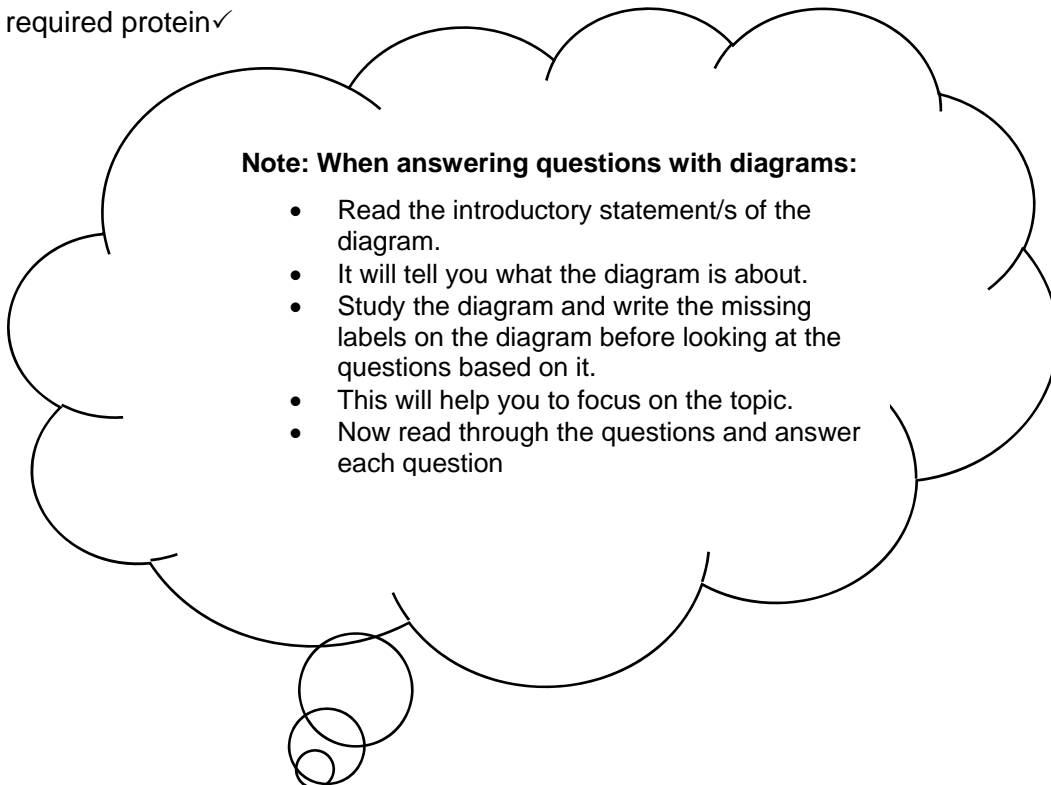 required protein✓
Note: When answering questions with diagrams:
• Read the introductory statement/s of the
diagram.
• It will tell you what the diagram is about.
• Study the diagram and write the missing
labels on the diagram before looking at the
questions based on it.
• This will help you to focus on the topic.
• Now read through the questions and answer
each question